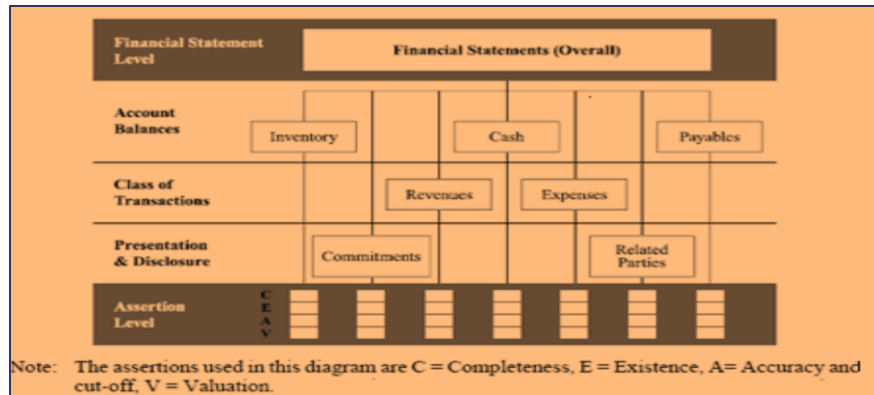 Financial Statement
Level
Financial Statements (Overall)
Account
Balances
Inventory
Cash
Payables
Class of
Transactions
Revenues
Expenses
Presentation
& Disclosure
Commitments
Related
Parties
Assertion
Level
C
E
A
V
Note: The assertions used in this diagram are C = Completeness, E = Existence, A= Accuracy and
cut-off, V = Valuation.